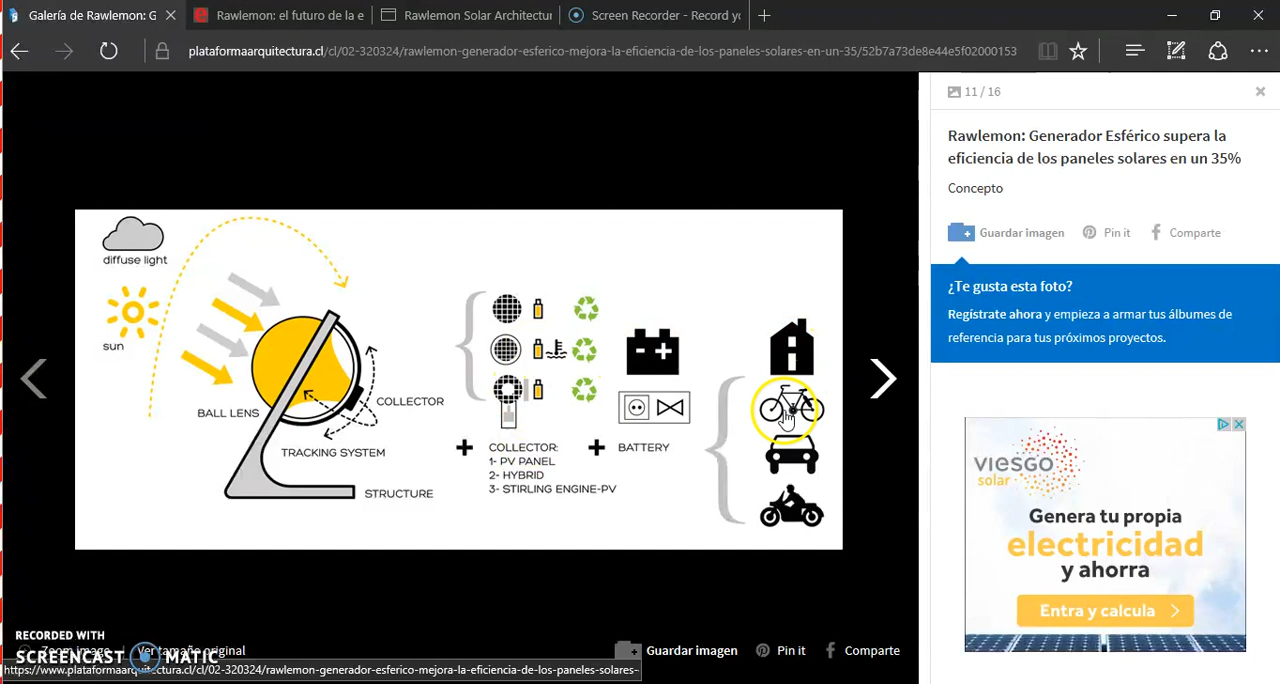 Galería de Rawlemon: G
Rawlemon: el futuro de la e
Rawlemon Solar Architectur
Screen Recorder - Record yo
plataformaarquitectura.cl/cl/02-320324/rawlemon-generador-esferico-mejora-la-eficiencia-de-los-paneles-solares-en-un-35/52b7a73de8e44e5f02000153
11 / 16
Rawlemon: Generador Esférico supera la
eficiencia de los paneles solares en un 35%
Concepto
Guardar imagen
Pin it
Comparte
¿Te gusta esta foto?
Regístrate ahora y empieza a armar tus álbumes de
referencia para tus próximos proyectos.
diffuse light
sun
BALL LENS
COLLECTOR
TRACKING SYSTEM
STRUCTURE
+ COLLECTOR:
1- PV PANEL
2- HYBRID
3- STIRLING ENGINE-PV
+ BATTERY
viesgo
solar
Genera tu propia
electricidad
y ahorra
Entra y calcula
RECORDED WITH
SCREENCAST MATIC
Zoom image
Ver tamaño original
Guardar imagen
Pin it
Comparte
https://www.plataformaarquitectura.cl/cl/02-320324/rawlemon-generador-esferico-mejora-la-eficiencia-de-los-paneles-solares-